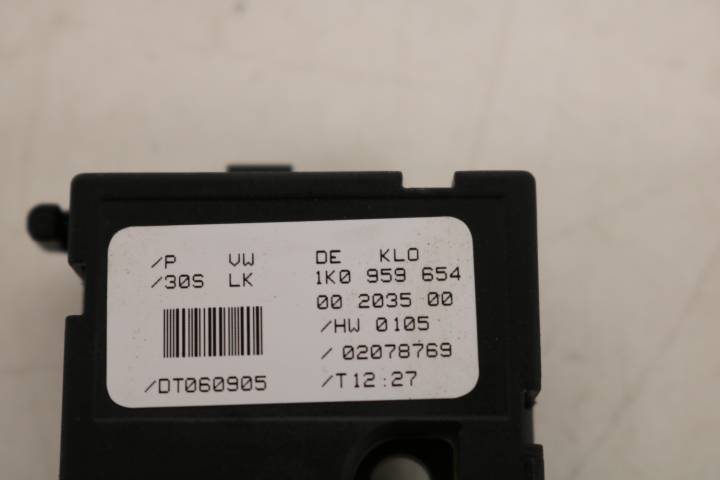 /P VW DE KLO
/30S LK 1K0 959 654
00 2035 00
/HW 0105
/ 02078769
/DT060905 /T12:27